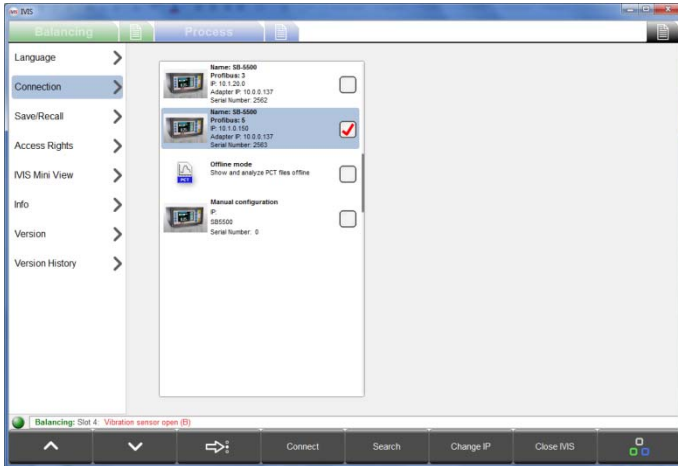 IVIS
Balancing
Process
Language
Connection
Save/Recall
Access Rights
IVIS Mini View
Info
Version
Version History
Name: SB-5500
Profibus: 3
IP: 10.1.20.0
Adapter IP: 10.0.0.137
Serial Number: 2562
Name: SB-5500
Profibus: 5
IP: 10.1.0.150
Adapter IP: 10.0.0.137
Serial Number: 2563
Offline mode
Show and analyze PCT files offline
PCT
Manual configuration
IP:
SB5500
Serial Number: 0
Balancing: Slot 4: Vibration sensor open (B)
Connect
Search
Change IP
Close IVIS